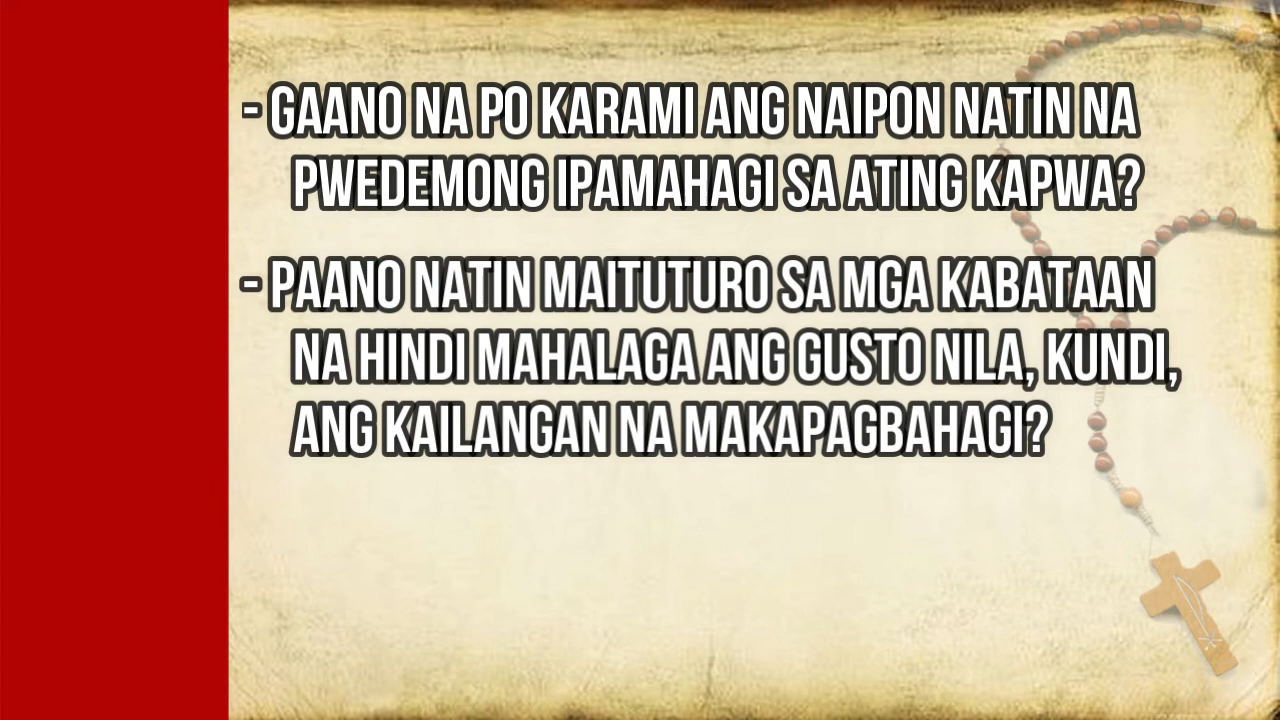 - GAANO NA PO KARAMI ANG NAIPON NATIN NA
PWEDEMONG IPAMAHAGI SA ATING KAPWA?
- PAANO NATIN MAITUTURO SA MGA KABATAAN
NA HINDI MAHALAGA ANG GUSTO NILA, KUNDI,
ANG KAILANGAN NA MAKAPAGBAHAGI?